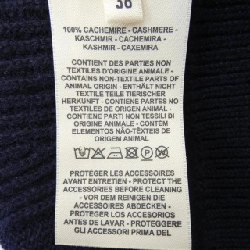 38
100% CACHEMIRE - CASHMERE -
KASCHMIR - CACHEMIRA -
KASHMIR - CAXEMIRA
CONTIENT DES PARTIES NON
TEXTILES D'ORIGINE ANIMALE -
CONTAINS NON-TEXTILE PARTS OF
ANIMAL ORIGIN - ENTHÄLT NICHT
TEXTILE TEILE TIERISCHER
HERKUNFT - CONTIENE PARTES NO
TEXTILES DE ORIGEN ANIMAL -
CONTIENE PARTI NON TESSILI DI
ORIGINE ANIMALE - CONTÉM
ELEMENTOS NÃO-TÊXTEIS DE
ORIGEM ANIMAL
PROTEGER LES ACCESSOIRES
AVANT ENTRETIEN - PROTECT THE
ACCESSORIES BEFORE CLEANING
- VOR DEM REINIGEN DIE
ACCESSOIRES ABDECKEN -
PROTEGER LOS ACCESORIOS
ANTES DE LAVAR - PROTEGGERE
GLI ACCESSORI PRIMA DEL